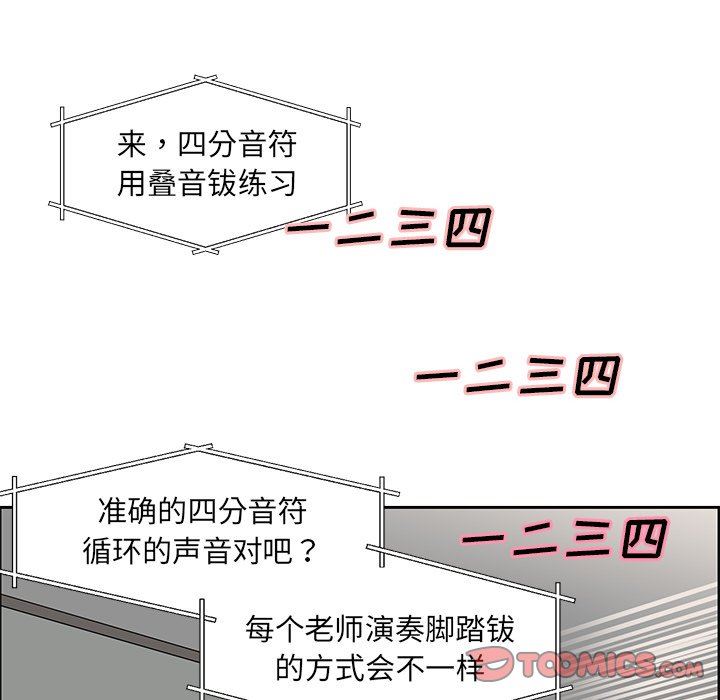 来，四分音符
用叠音钹练习
一二三四
一二三四
准确的四分音符
循环的声音对吧？
一二三四
每个老师演奏脚踏钹
的方式会不一样
TOOMICS.COM